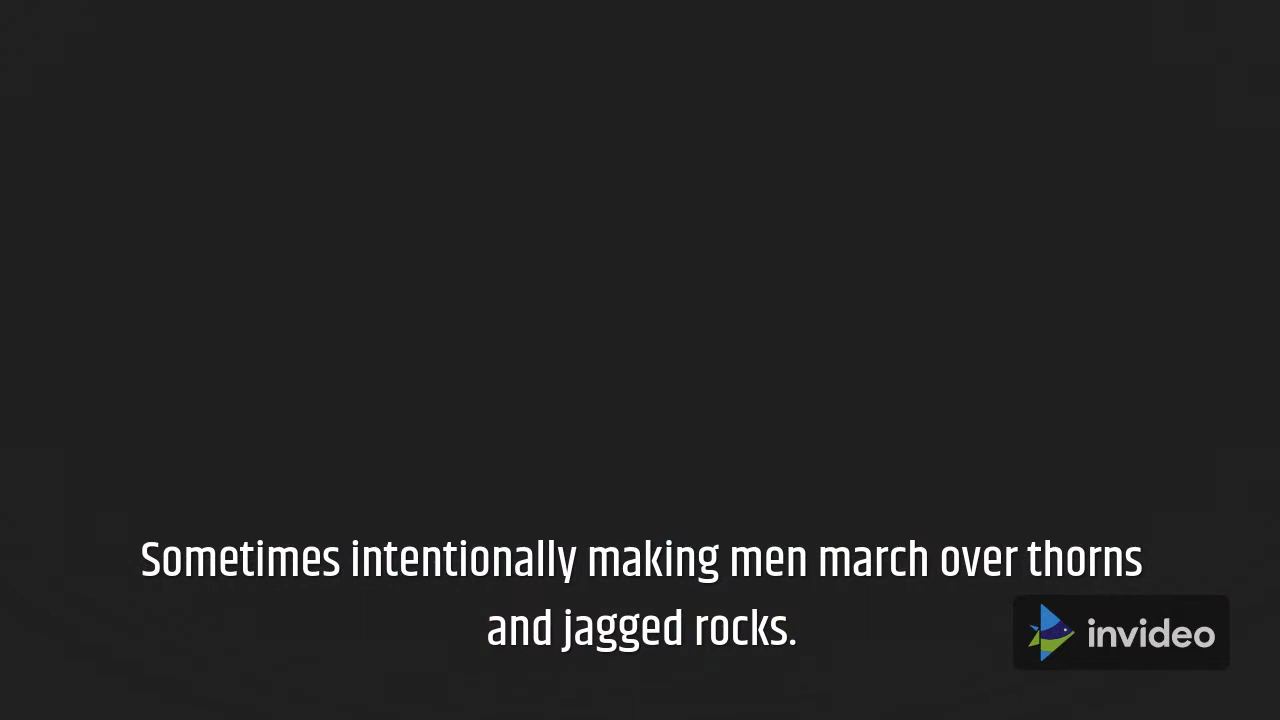 Sometimes intentionally making men march over thorns
and jagged rocks.
invideo